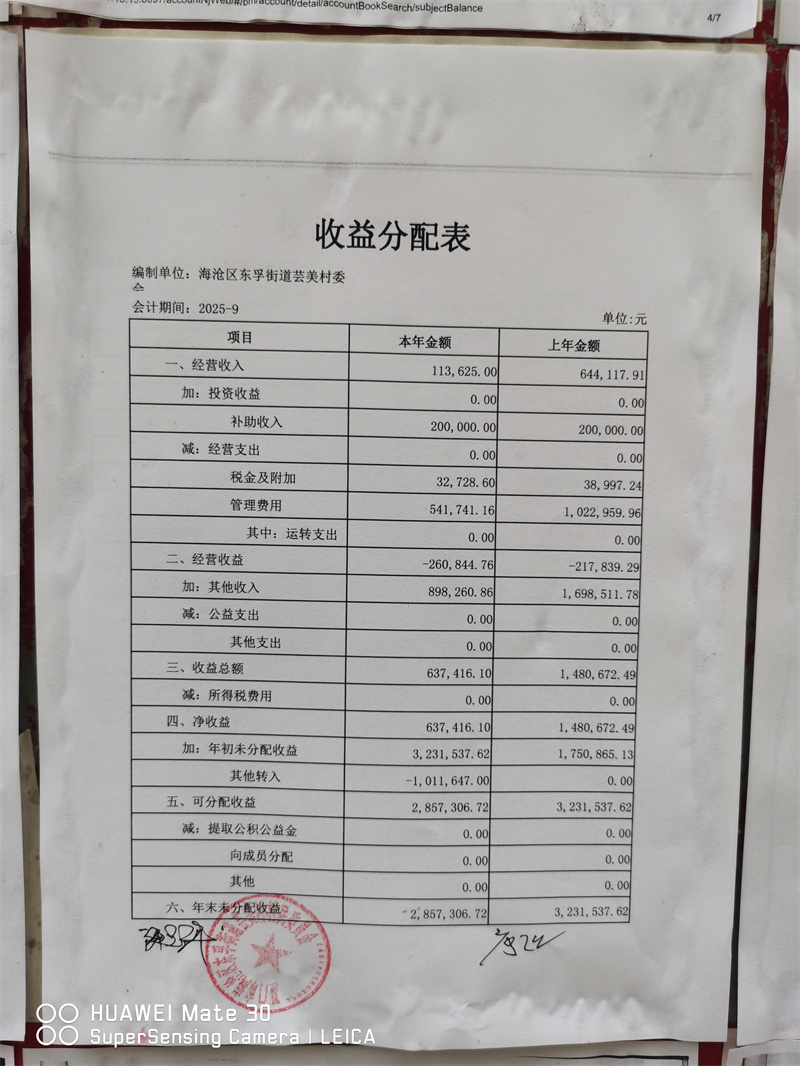 /account/detail/accountBookSearch/subjectBalance
4/7
收益分配表
编制单位：海沧区东孚街道芸美村委
会
会计期间：2025-9
单位:元
项目 本年金额 上年金额
一、经营收入 113,625.00 644,117.91
加：投资收益 0.00 0.00
补助收入 200,000.00 200,000.00
减：经营支出 0.00 0.00
税金及附加 32,728.60 38,997.24
管理费用 541,741.16 1,022,959.96
其中：运转支出 0.00 0.00
二、经营收益 -260,844.76 -217,839.29
加：其他收入 898,260.86 1,698,511.78
减：公益支出 0.00 0.00
其他支出 0.00 0.00
三、收益总额 637,416.10 1,480,672.49
减：所得税费用 0.00 0.00
四、净收益 637,416.10 1,480,672.49
加：年初未分配收益 3,231,537.62 1,750,865.13
其他转入 -1,011,647.00 0.00
五、可分配收益 2,857,306.72 3,231,537.62
减：提取公积公益金 0.00 0.00
向成员分配 0.00 0.00
其他 0.00 0.00
六、年末未分配收益 2,857,306.72 3,231,537.62
HUAWEI Mate 30
SuperSensing Camera | LEICA